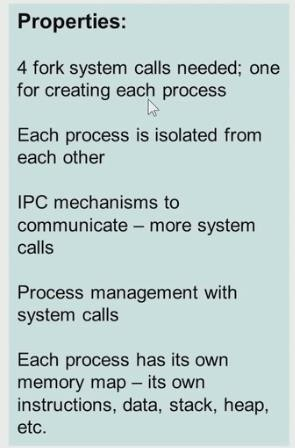 Properties:
4 fork system calls needed; one
for creating each process
Each process is isolated from
each other
IPC mechanisms to
communicate – more system
calls
Process management with
system calls
Each process has its own
memory map – its own
instructions, data, stack, heap,
etc.